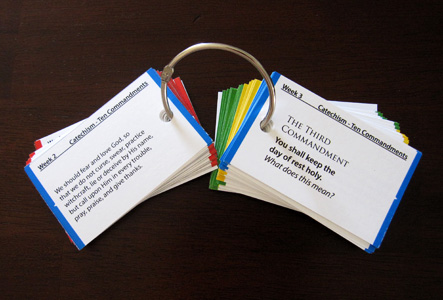 Week 2
Catechism - Ten Commandments
We should fear and love God, so
that we do not curse, swear, practice
witchcraft, lie or deceive by His name,
but call upon Him in every trouble,
pray, praise, and give thanks.
Week 3
Catechism - Ten Commandments
THE THIRD
COMMANDMENT
You shall keep the
day of rest holy.
What does this mean?